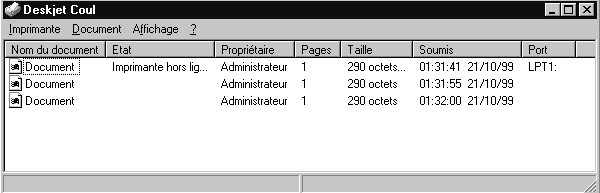 Deskjet Coul
Imprimante Document Affichage ?
Nom du document Etat Propriétaire Pages Taille Soumis Port
Document Imprimante hors lig... Administrateur 1 290 octets... 01:31:41 21/10/99 LPT1:
Document Administrateur 1 290 octets 01:31:55 21/10/99
Document Administrateur 1 290 octets 01:32:00 21/10/99